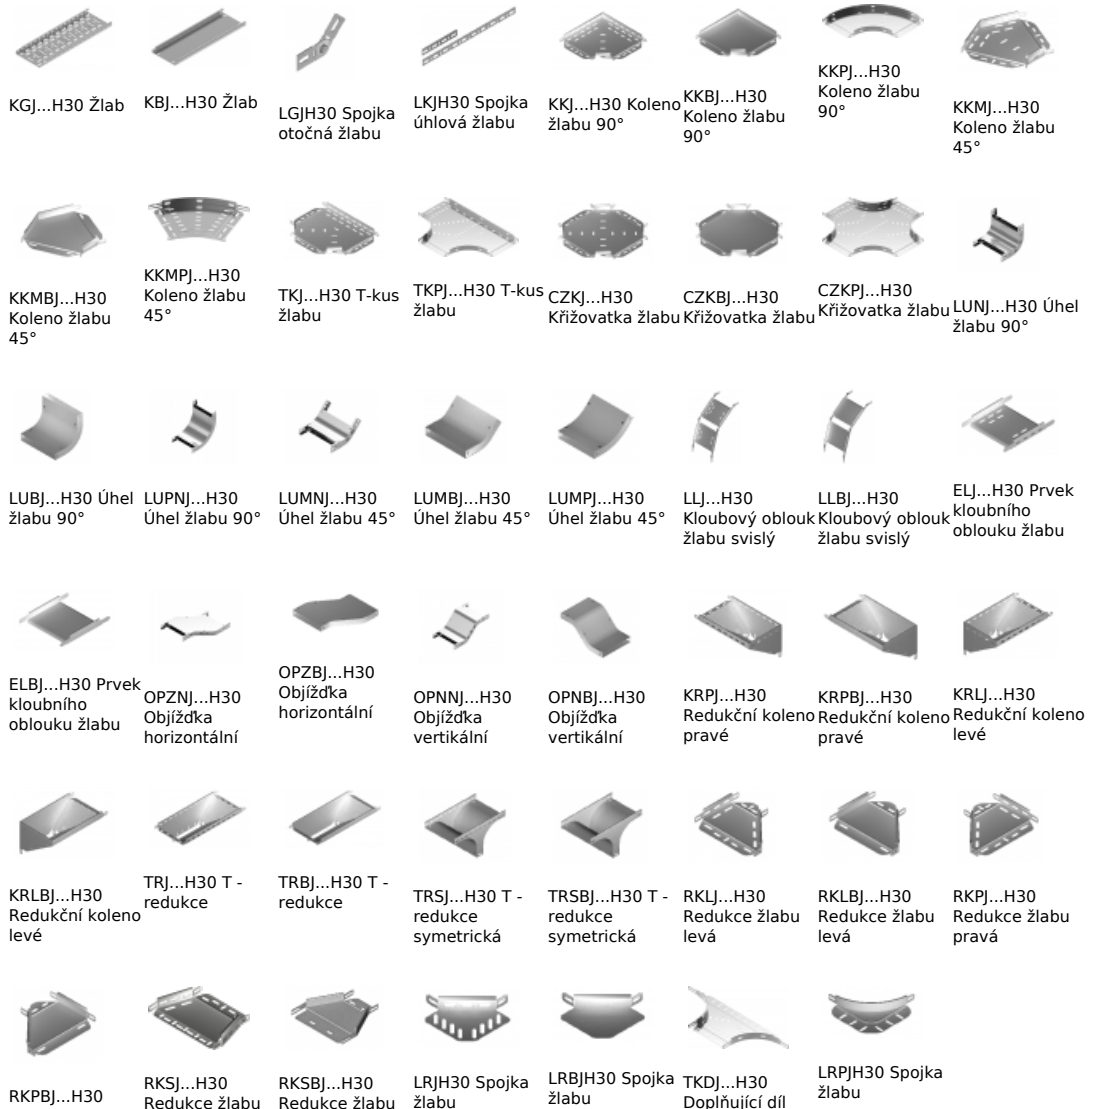 KGJ...H30 Žlab
KBJ...H30 Žlab
LGJH30 Spojka
otočná žlabu
LKJH30 Spojka
úhlová žlabu
KKJ...H30 Koleno
žlabu 90°
KKBJ...H30
Koleno žlabu
90°
KKPJ...H30
Koleno žlabu
90°
KKMJ...H30
Koleno žlabu
45°
KKMBJ...H30
Koleno žlabu
45°
KKMPJ...H30
Koleno žlabu
45°
TKJ...H30 T-kus
žlabu
TKPJ...H30 T-kus
žlabu
CZKJ...H30
Křižovatka žlabu
CZKBJ...H30
Křižovatka žlabu
CZKPJ...H30
Křižovatka žlabu
LUNJ...H30 Úhel
žlabu 90°
LUBJ...H30 Úhel
žlabu 90°
LUPNJ...H30
Úhel žlabu 90°
LUMNJ...H30
Úhel žlabu 45°
LUMBJ...H30
Úhel žlabu 45°
LUMPJ...H30
Úhel žlabu 45°
LLJ...H30
Kloubový oblouk
žlabu svislý
LLBJ...H30
Kloubový oblouk
žlabu svislý
ELJ...H30 Prvek
kloubního
oblouku žlabu
ELBJ...H30 Prvek
kloubního
oblouku žlabu
OPZNJ...H30
Objížďka
horizontální
OPZBJ...H30
Objížďka
horizontální
OPNNJ...H30
Objížďka
vertikální
OPNBJ...H30
Objížďka
vertikální
KRPJ...H30
Redukční koleno
pravé
KRPBJ...H30
Redukční koleno
pravé
KRLJ...H30
Redukční koleno
levé
KRLBJ...H30
Redukční koleno
levé
TRJ...H30 T -
redukce
TRBJ...H30 T -
redukce
TRSJ...H30 T -
redukce
symetrická
TRSBJ...H30 T -
redukce
symetrická
RKLJ...H30
Redukce žlabu
levá
RKLBJ...H30
Redukce žlabu
levá
RKPJ...H30
Redukce žlabu
pravá
RKPBJ...H30
RKSJ...H30
Redukce žlabu
RKSBJ...H30
Redukce žlabu
LRJH30 Spojka
žlabu
LRBJH30 Spojka
žlabu
TKDJ...H30
Doplňující díl
LRPJH30 Spojka
žlabu